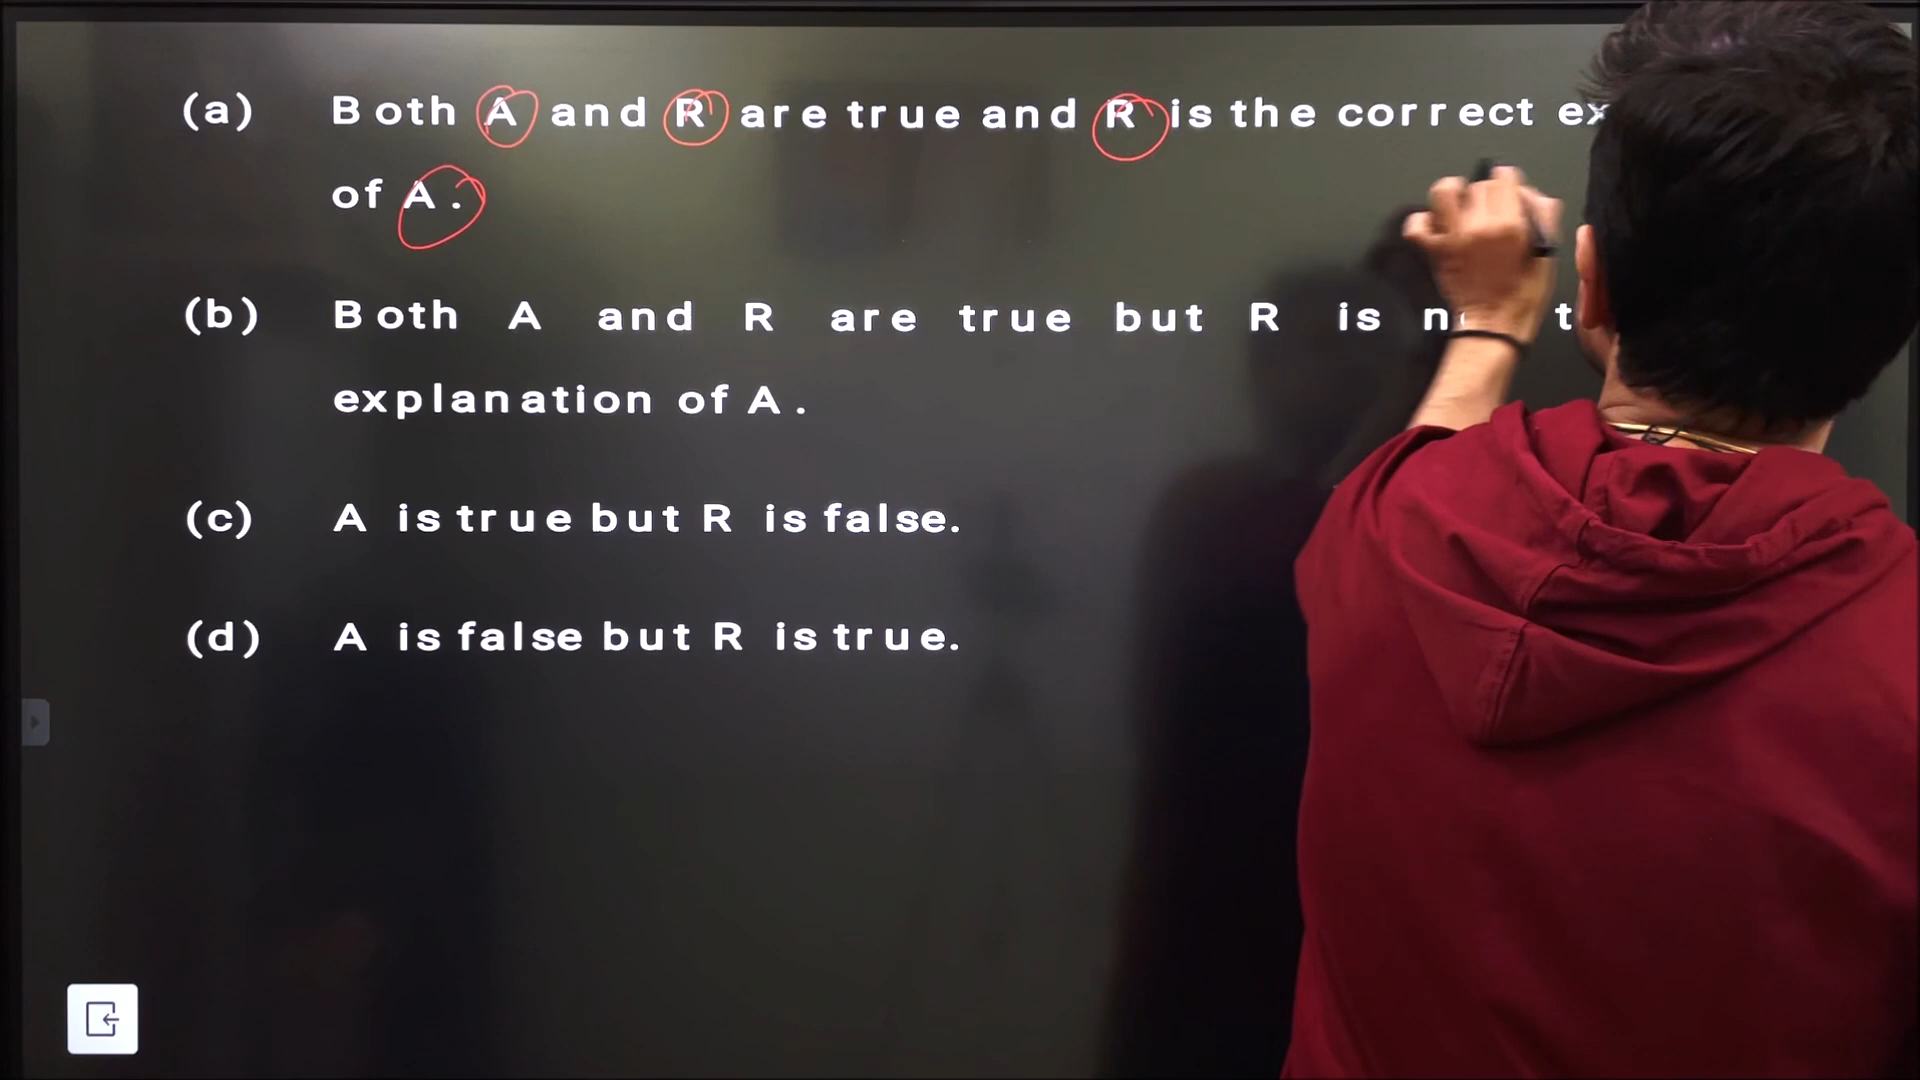 (a) Both A and R are true and R is the correct
of A.
(b) Both A and R are true but R is
explanation of A.
(c) A is true but R is false.
(d) A is false but R is true.